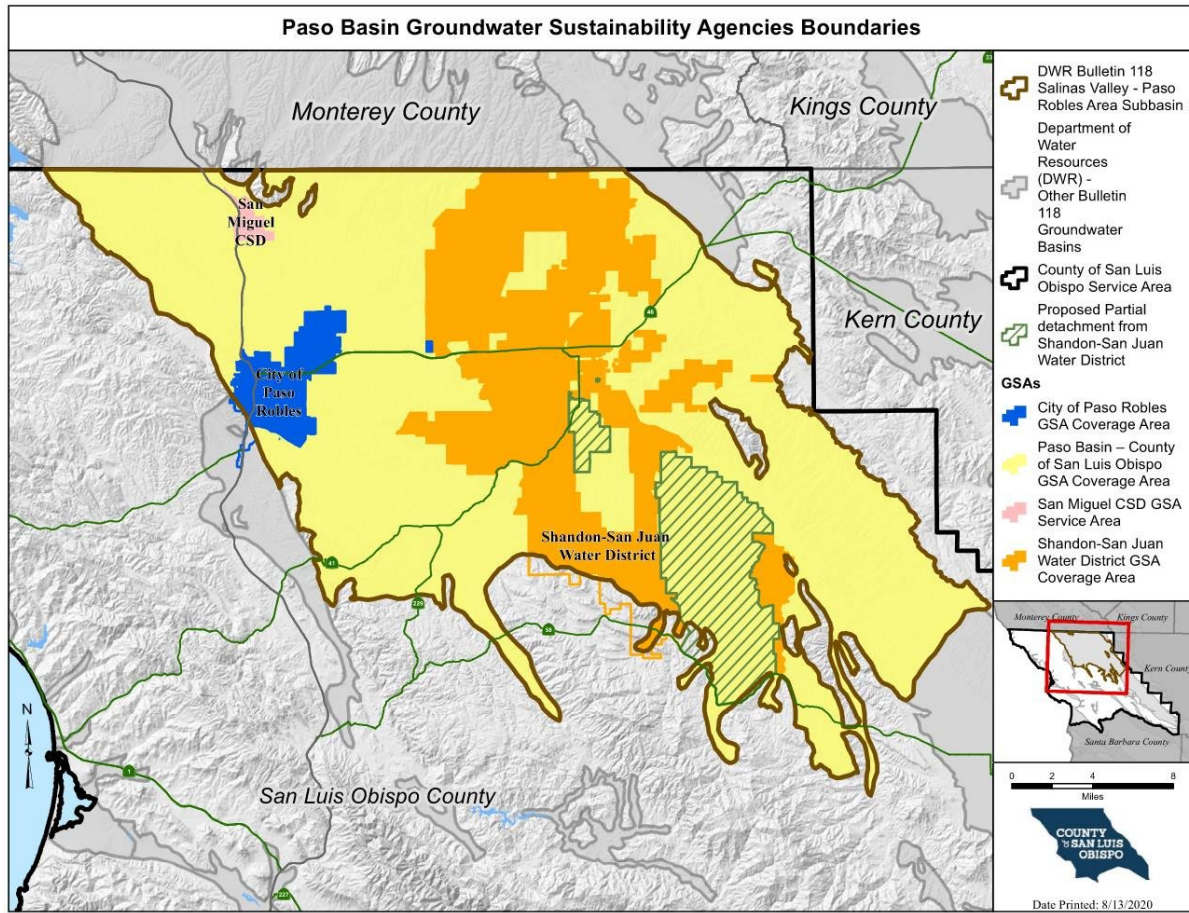 Paso Basin Groundwater Sustainability Agencies Boundaries
Monterey County
Kings County
33
San
Miguel
CSD
46
Kern County
City of
Paso
Robles
Shandon-San Juan
Water District
41
229
58
N
1
San Luis Obispo County
227
DWR Bulletin 118
Salinas Valley - Paso
Robles Area Subbasin
Department of
Water
Resources
(DWR) -
Other Bulletin
118
Groundwater
Basins
County of San Luis
Obispo Service Area
Proposed Partial
detachment from
Shandon-San Juan
Water District
GSAs
City of Paso Robles
GSA Coverage Area
Paso Basin – County
of San Luis Obispo
GSA Coverage Area
San Miguel CSD GSA
Service Area
Shandon-San Juan
Water District GSA
Coverage Area
Monterey County
Kings County
Kern County
Santa Barbara County
0 2 4 8
Miles
COUNTY
OF SAN LUIS
OBISPO
Date Printed: 8/13/2020